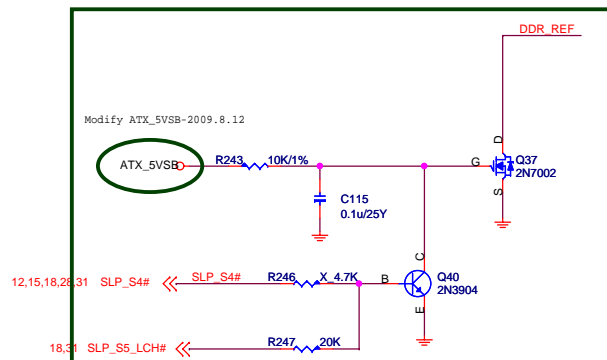 DDR_REF
Modify ATX_5VSB-2009.8.12
ATX_5VSB
R243
10K/1%
D
G
S
Q37
2N7002
C115
0.1u/25Y
C
B
E
Q40
2N3904
12,15,18,28,31 SLP_S4#
SLP_S4#
R246
X_4.7K
18,31 SLP_S5_LCH#
R247
20K